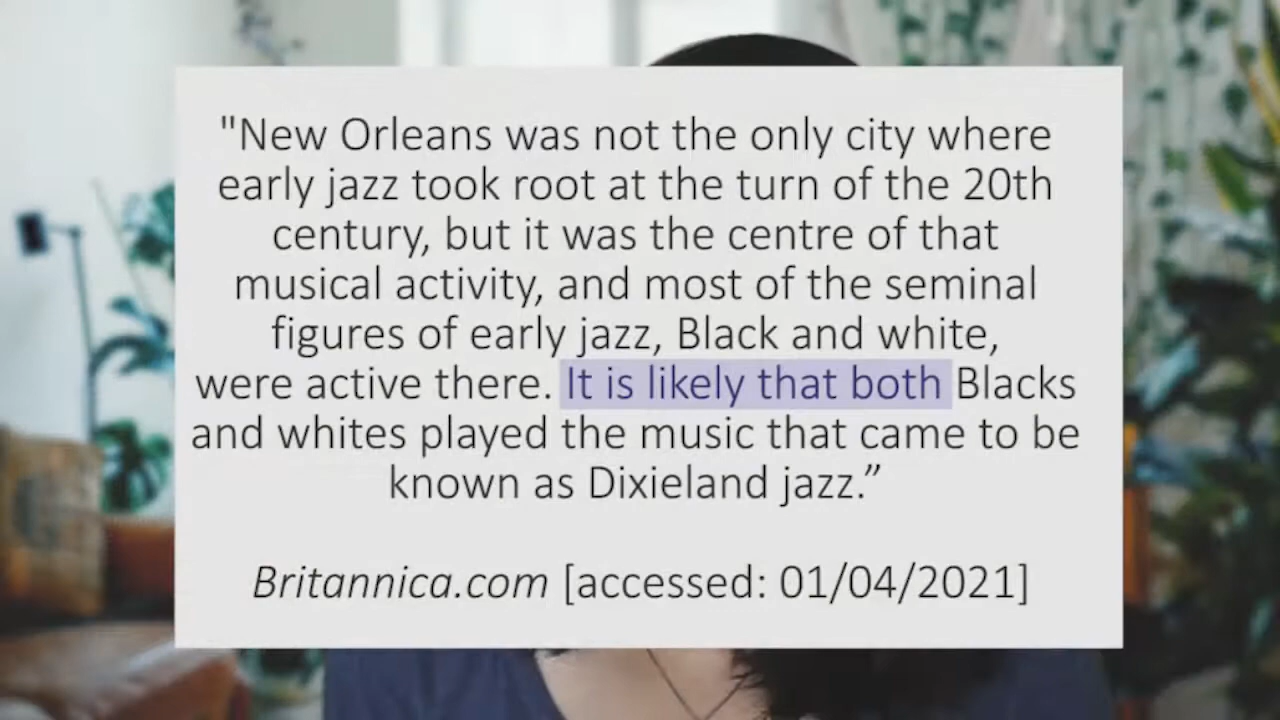 "New Orleans was not the only city where
early jazz took root at the turn of the 20th
century, but it was the centre of that
musical activity, and most of the seminal
figures of early jazz, Black and white,
were active there. It is likely that both Blacks
and whites played the music that came to be
known as Dixieland jazz.”
Britannica.com [accessed: 01/04/2021]